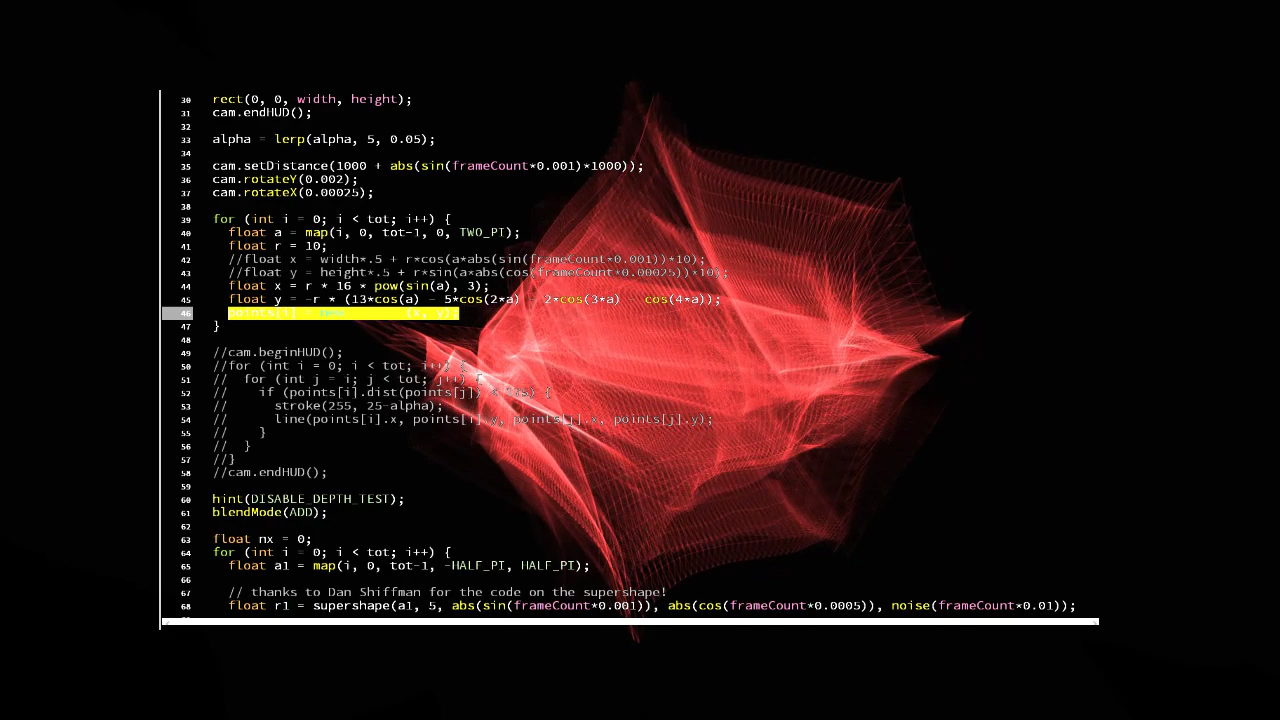 30 rect(0, 0, width, height);
31 cam.endHUD();
32
33 alpha = lerp(alpha, 5, 0.05);
34
35 cam.setDistance(1000 + abs(sin(frameCount*0.001)*1000));
36 cam.rotateY(0.002);
37 cam.rotateX(0.00025);
38
39 for (int i = 0; i < tot; i++) {
40 float a = map(i, 0, tot-1, 0, TWO_PI);
41 float r = 10;
42 //float x = width*.5 + r*cos(a*abs(sin(frameCount*0.001))*10);
43 //float y = height*.5 + r*sin(a*abs(cos(frameCount*0.00025))*10);
44 float x = r * 16 * pow(sin(a), 3);
45 float y = -r * (13*cos(a) - 5*cos(2*a) - 2*cos(3*a) cos(4*a));
46 points[i] = (x, y);
47 }
48
49 //cam.beginHUD();
50 //for (int i = 0; i < tot; i++) {
51 // for (int j = i; j < tot; j++) {
52 // if (points[i].dist(points[j]) < {
53 // stroke(255, 25-alpha);
54 // line(points[i].x, points[i].y, points[j].x, points[j].y);
55 // }
56 // }
57 //}
58 //cam.endHUD();
59
60 hint(DISABLE_DEPTH_TEST);
61 blendMode(ADD);
62
63 float nx = 0;
64 for (int i = 0; i < tot; i++) {
65 float a1 = map(i, 0, tot-1, -HALF_PI, HALF_PI);
66
67 // thanks to Dan Shiffman for the code on the supershape!
68 float r1 = supershape(a1, 5, abs(sin(frameCount*0.001)), abs(cos(frameCount*0.0005)), noise(frameCount*0.01));